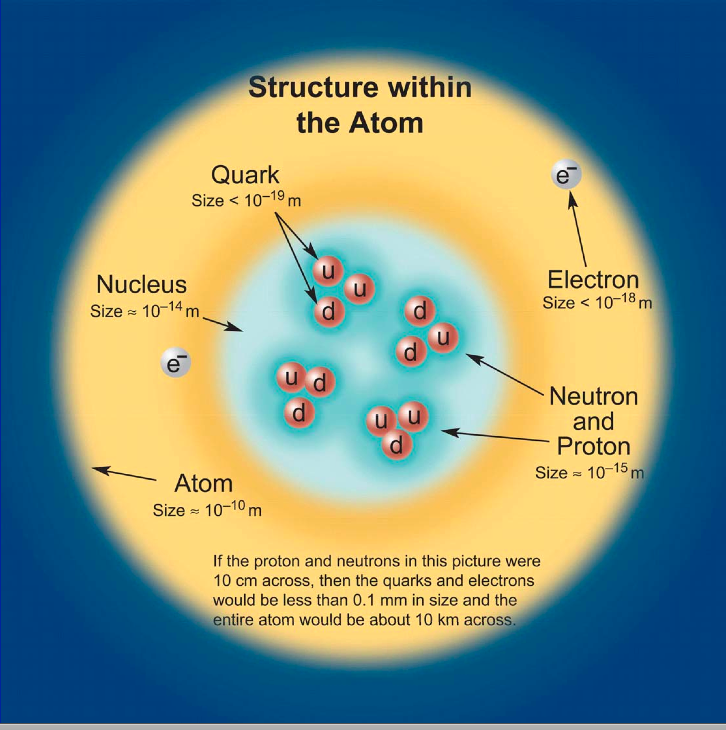 Structure within
the Atom
Quark
Size < 10⁻¹⁹ m
e⁻
Nucleus
Size ≈ 10⁻¹⁴ m
Electron
Size < 10⁻¹⁸ m
u
u
d
d
u
d
e⁻
u d
d
u u
d
Neutron
and
Proton
Size ≈ 10⁻¹⁵ m
Atom
Size ≈ 10⁻¹⁰ m
If the proton and neutrons in this picture were
10 cm across, then the quarks and electrons
would be less than 0.1 mm in size and the
entire atom would be about 10 km across.